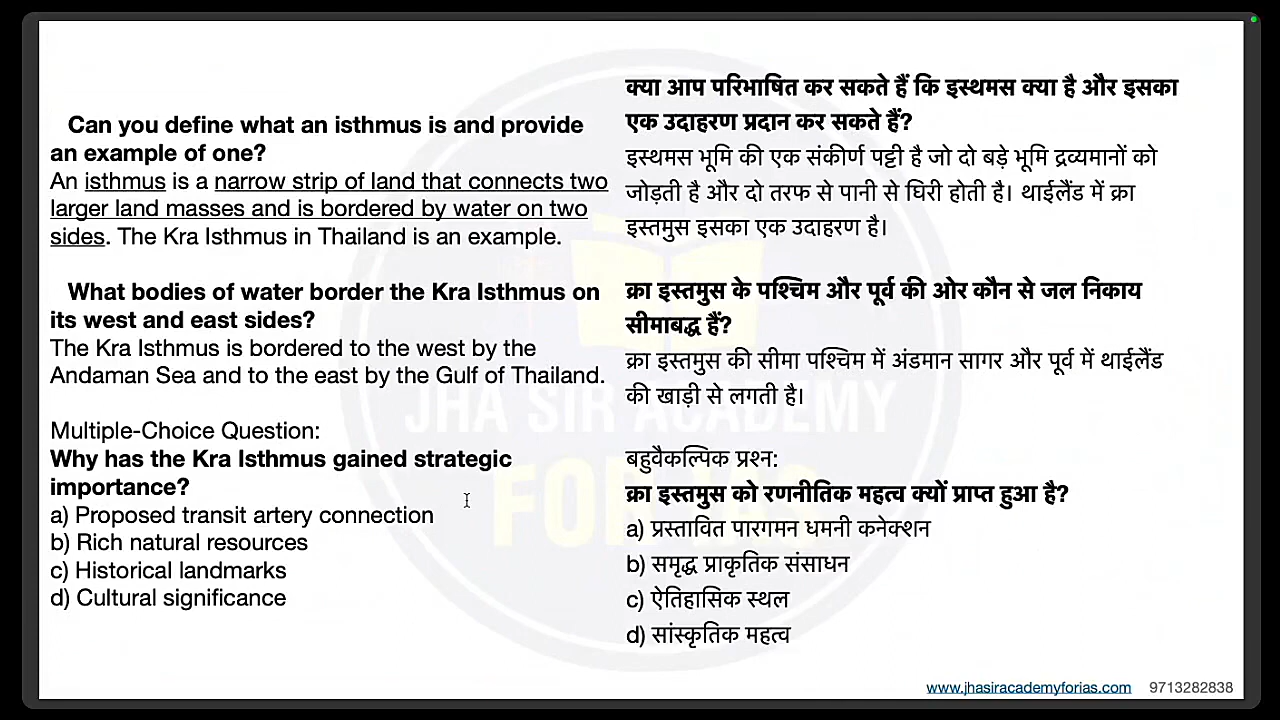 Can you define what an isthmus is and provide
an example of one?
An isthmus is a narrow strip of land that connects two
larger land masses and is bordered by water on two
sides. The Kra Isthmus in Thailand is an example.
What bodies of water border the Kra Isthmus on
its west and east sides?
The Kra Isthmus is bordered to the west by the
Andaman Sea and to the east by the Gulf of Thailand.
Multiple-Choice Question:
Why has the Kra Isthmus gained strategic
importance?
a) Proposed transit artery connection
b) Rich natural resources
c) Historical landmarks
d) Cultural significance
क्या आप परिभाषित कर सकते हैं कि इस्थमस क्या है और इसका
एक उदाहरण प्रदान कर सकते हैं?
इस्थमस भूमि की एक संकीर्ण पट्टी है जो दो बड़े भूमि द्रव्यमानों को
जोड़ती है और दो तरफ से पानी से घिरी होती है। थाईलैंड में क्रा
इस्तमुस इसका एक उदाहरण है।
क्रा इस्तमुस के पश्चिम और पूर्व की ओर कौन से जल निकाय
सीमाबद्ध हैं?
क्रा इस्तमुस की सीमा पश्चिम में अंडमान सागर और पूर्व में थाईलैंड
की खाड़ी से लगती है।
बहुवैकल्पिक प्रश्न:
क्रा इस्तमुस को रणनीतिक महत्व क्यों प्राप्त हुआ है?
a) प्रस्तावित पारगमन धमनी कनेक्शन
b) समृद्ध प्राकृतिक संसाधन
c) ऐतिहासिक स्थल
d) सांस्कृतिक महत्व
JHA SIR ACADEMY
FOR IAS
www.jhasiracademyforias.com 9713282838